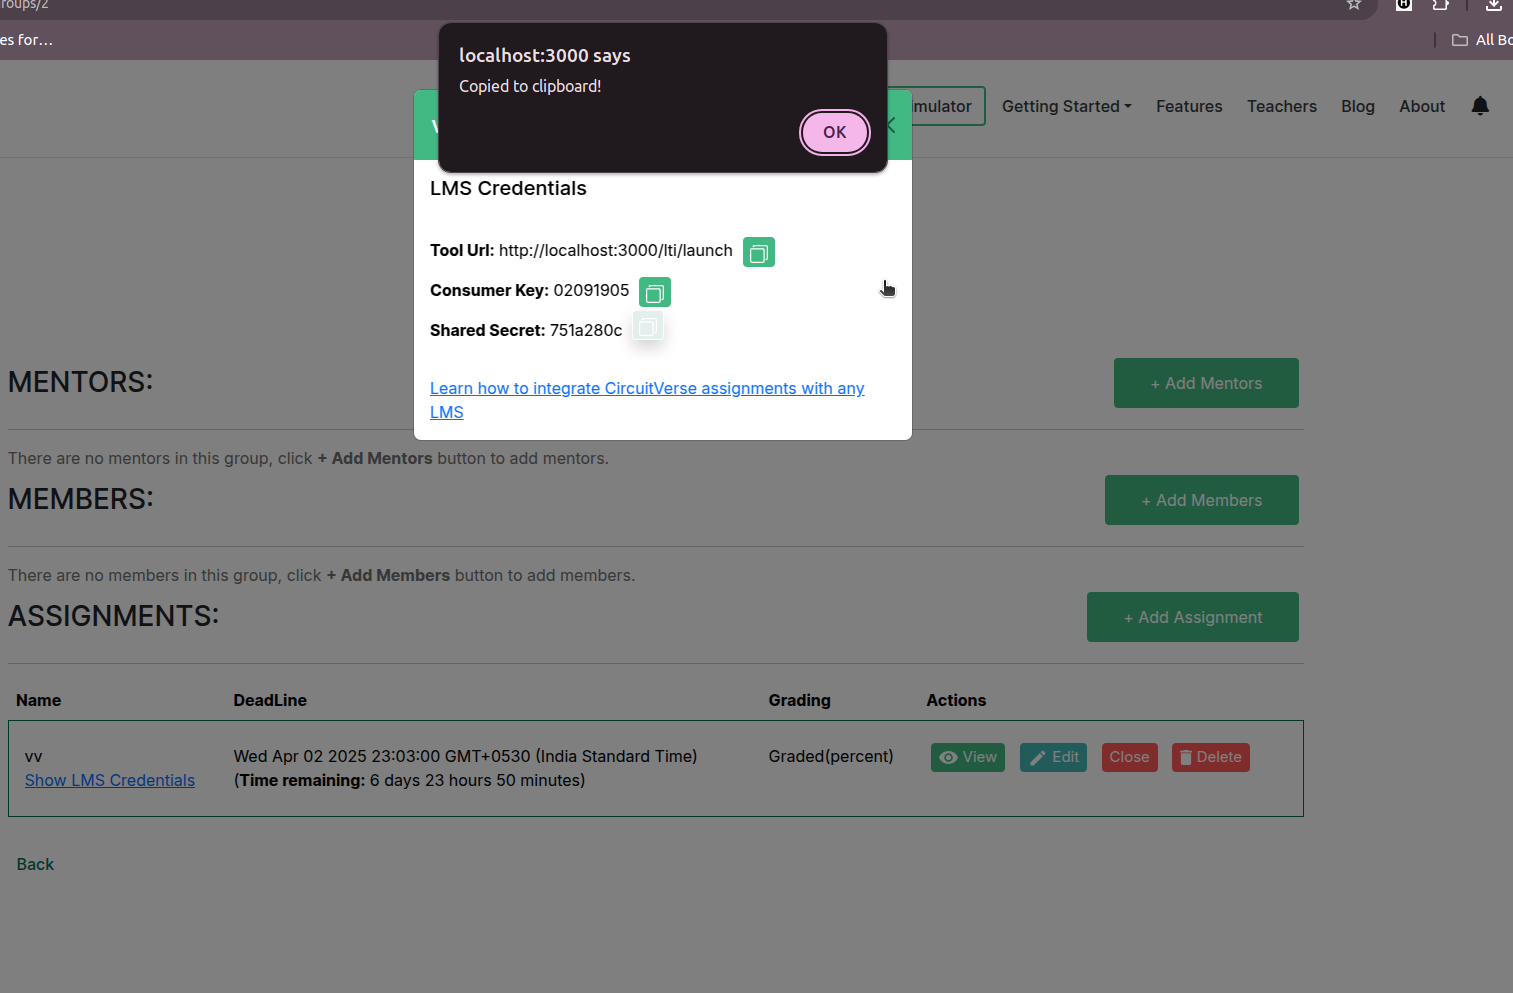 roups/2
es for...
All Bo
localhost:3000 says
Copied to clipboard!
OK
mulator
Getting Started
Features
Teachers
Blog
About
LMS Credentials
Tool Url: http://localhost:3000/lti/launch
Consumer Key: 02091905
Shared Secret: 751a280c
Learn how to integrate CircuitVerse assignments with any
LMS
MENTORS:
+ Add Mentors
There are no mentors in this group, click + Add Mentors button to add mentors.
MEMBERS:
+ Add Members
There are no members in this group, click + Add Members button to add members.
ASSIGNMENTS:
+ Add Assignment
Name DeadLine Grading Actions
vv Wed Apr 02 2025 23:03:00 GMT+0530 (India Standard Time) Graded(percent) View Edit Close Delete
Show LMS Credentials (Time remaining: 6 days 23 hours 50 minutes)
Back